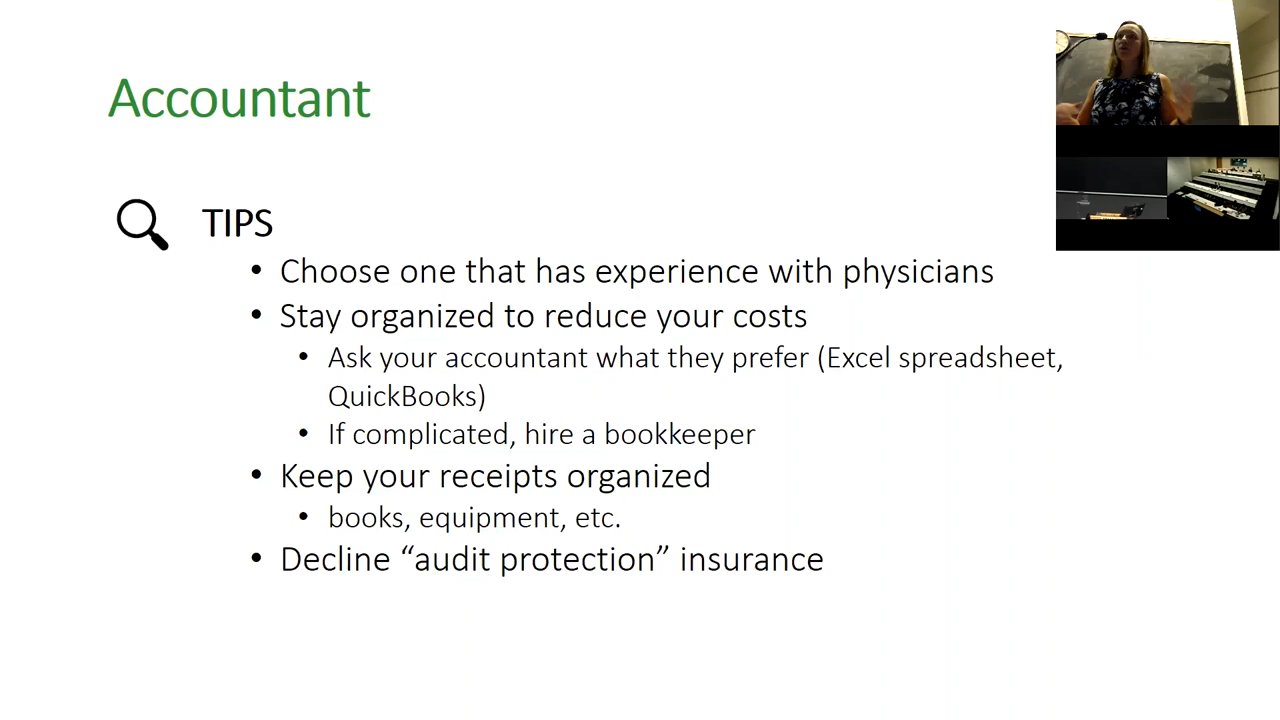 Accountant
TIPS
• Choose one that has experience with physicians
• Stay organized to reduce your costs
• Ask your accountant what they prefer (Excel spreadsheet,
QuickBooks)
• If complicated, hire a bookkeeper
• Keep your receipts organized
• books, equipment, etc.
• Decline “audit protection” insurance